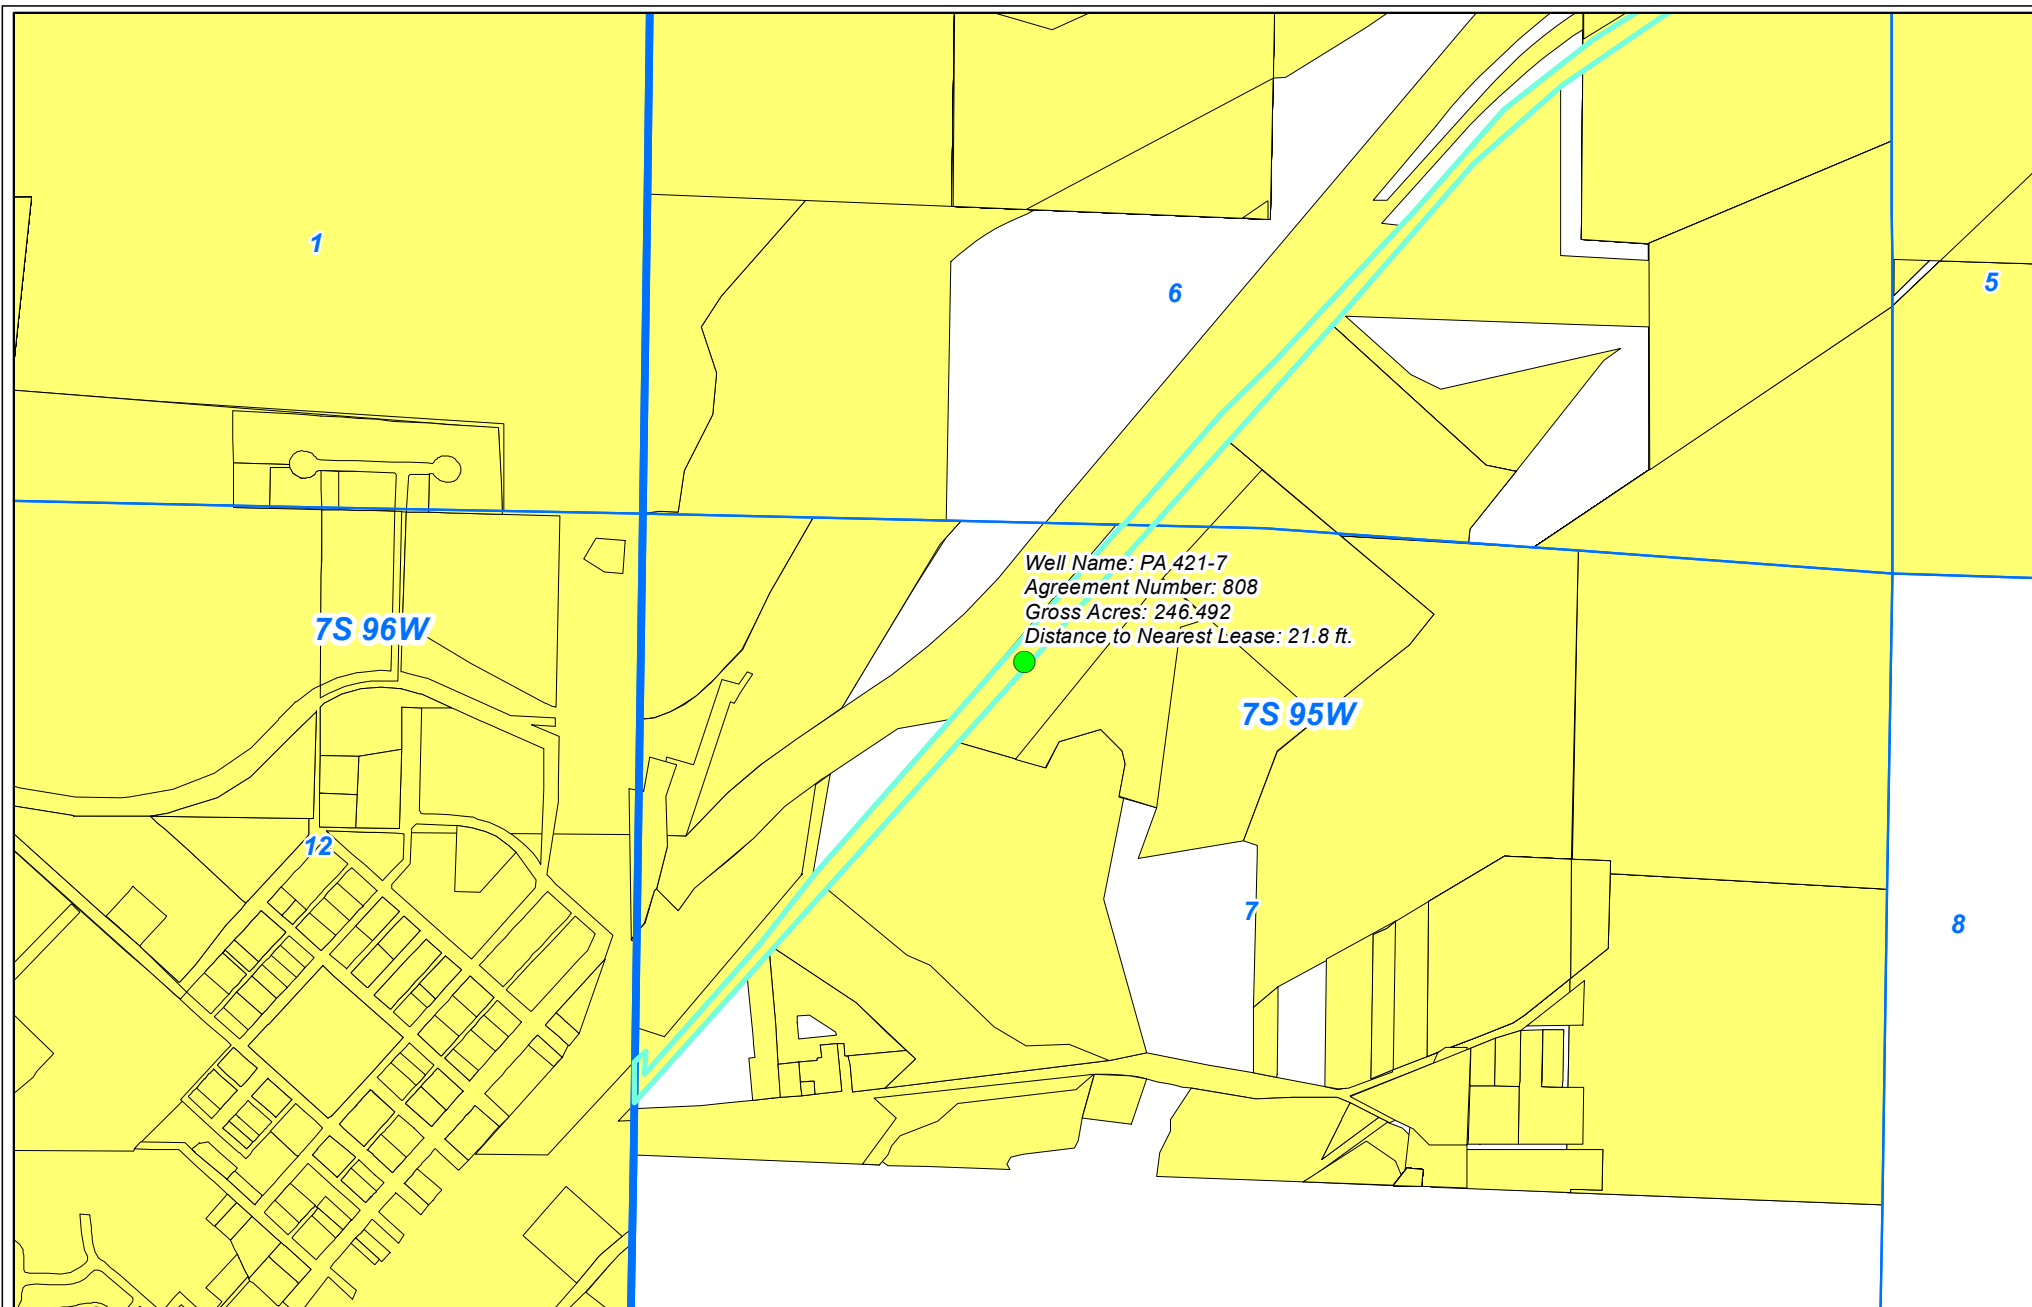 1
6
5
Well Name: PA 421-7
Agreement Number: 808
Gross Acres: 246.492
Distance to Nearest Lease: 21.8 ft.
7S 96W
7S 95W
12
7
8